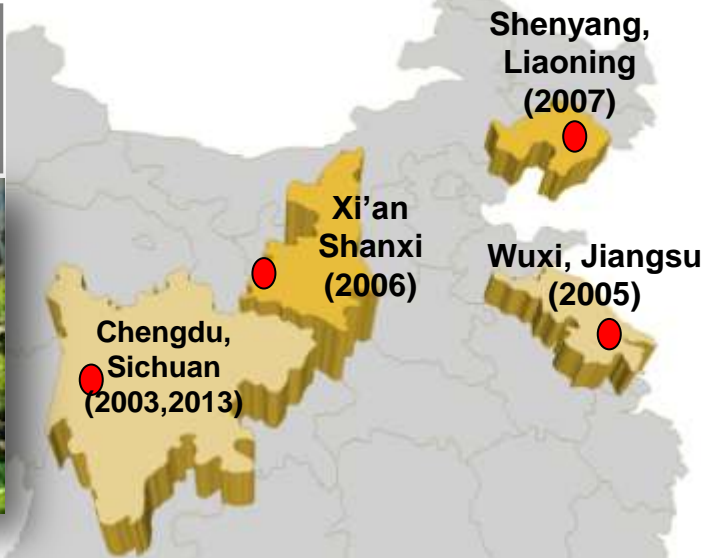 Shenyang,
Liaoning
(2007)
Xi’an
Shanxi
(2006)
Wuxi, Jiangsu
(2005)
Chengdu,
Sichuan
(2003,2013)